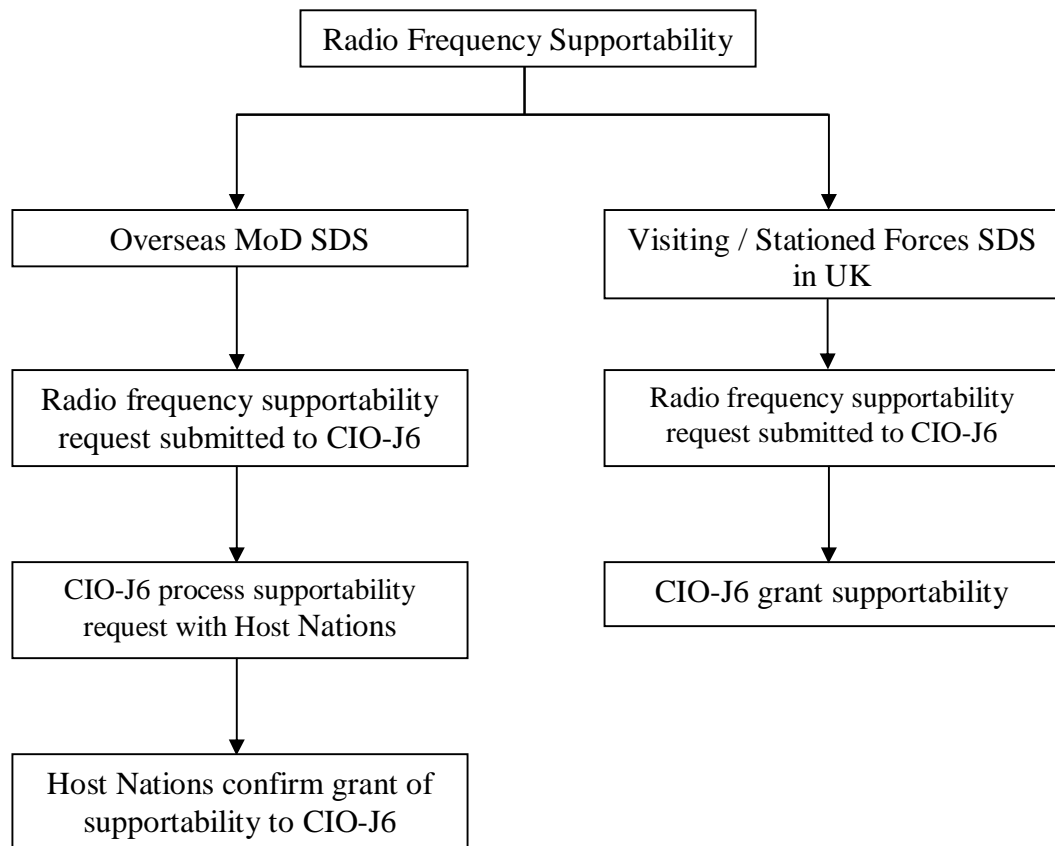 Radio Frequency Supportability
Overseas MoD SDS
Visiting / Stationed Forces SDS
in UK
Radio frequency supportability
request submitted to CIO-J6
Radio frequency supportability
request submitted to CIO-J6
CIO-J6 process supportability
request with Host Nations
CIO-J6 grant supportability
Host Nations confirm grant of
supportability to CIO-J6